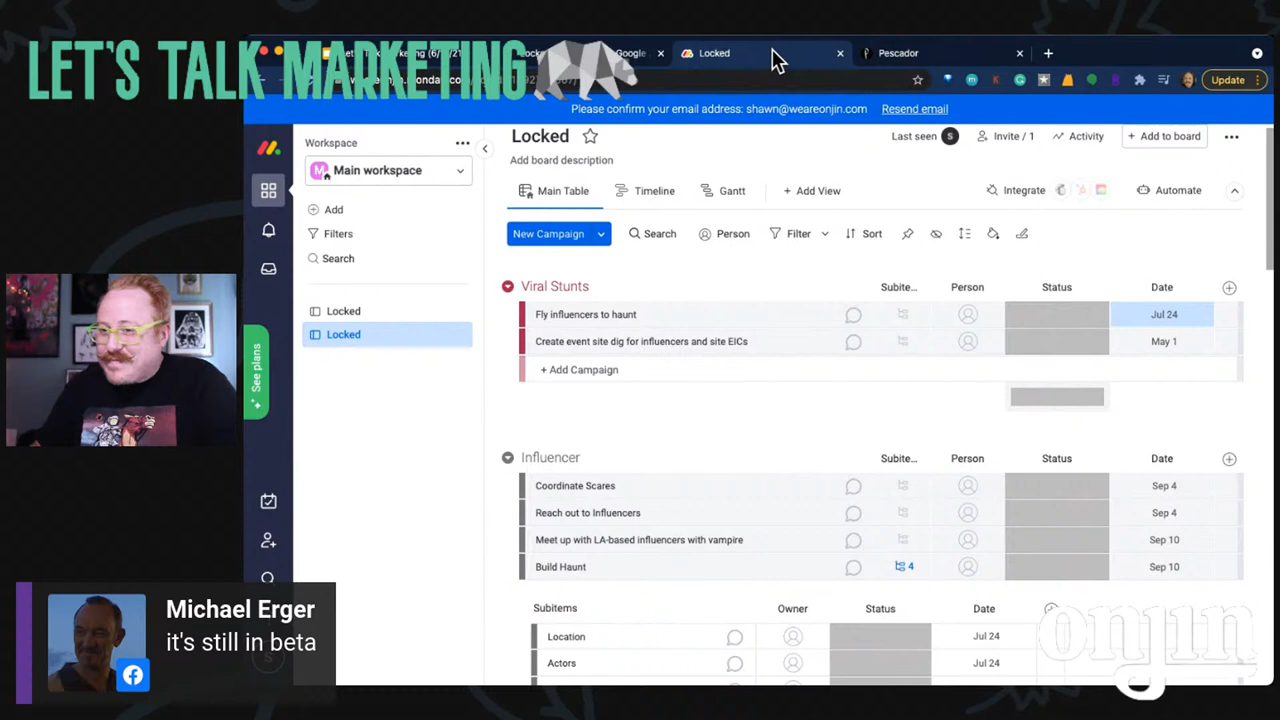 LET'S TALK MARKETING
Google
Locked
Pescador
Update
Please confirm your email address: shawn@weareonjin.com Resend email
Workspace
M Main workspace
Add
Filters
Search
Locked
Locked
See plans
Locked
Last seen S Invite / 1 Activity + Add to board
Add board description
Main Table Timeline Gantt + Add View Integrate Automate
New Campaign Search Person Filter Sort
Viral Stunts Subite... Person Status Date
Fly influencers to haunt Jul 24
Create event site dig for influencers and site EICs May 1
+ Add Campaign
Influencer Subite... Person Status Date
Coordinate Scares Sep 4
Reach out to Influencers Sep 4
Meet up with LA-based influencers with vampire Sep 10
Build Haunt 4 Sep 10
Subitems Owner Status Date
Location Jul 24
Actors Jul 24
Michael Erger
it's still in beta
onjin